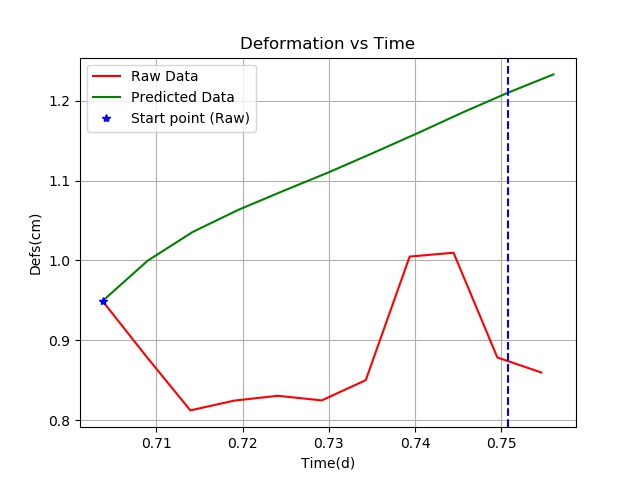 Deformation vs Time
Raw Data
Predicted Data
Start point (Raw)
Defs(cm)
1.2
1.1
1.0
0.9
0.8
0.71 0.72 0.73 0.74 0.75
Time(d)